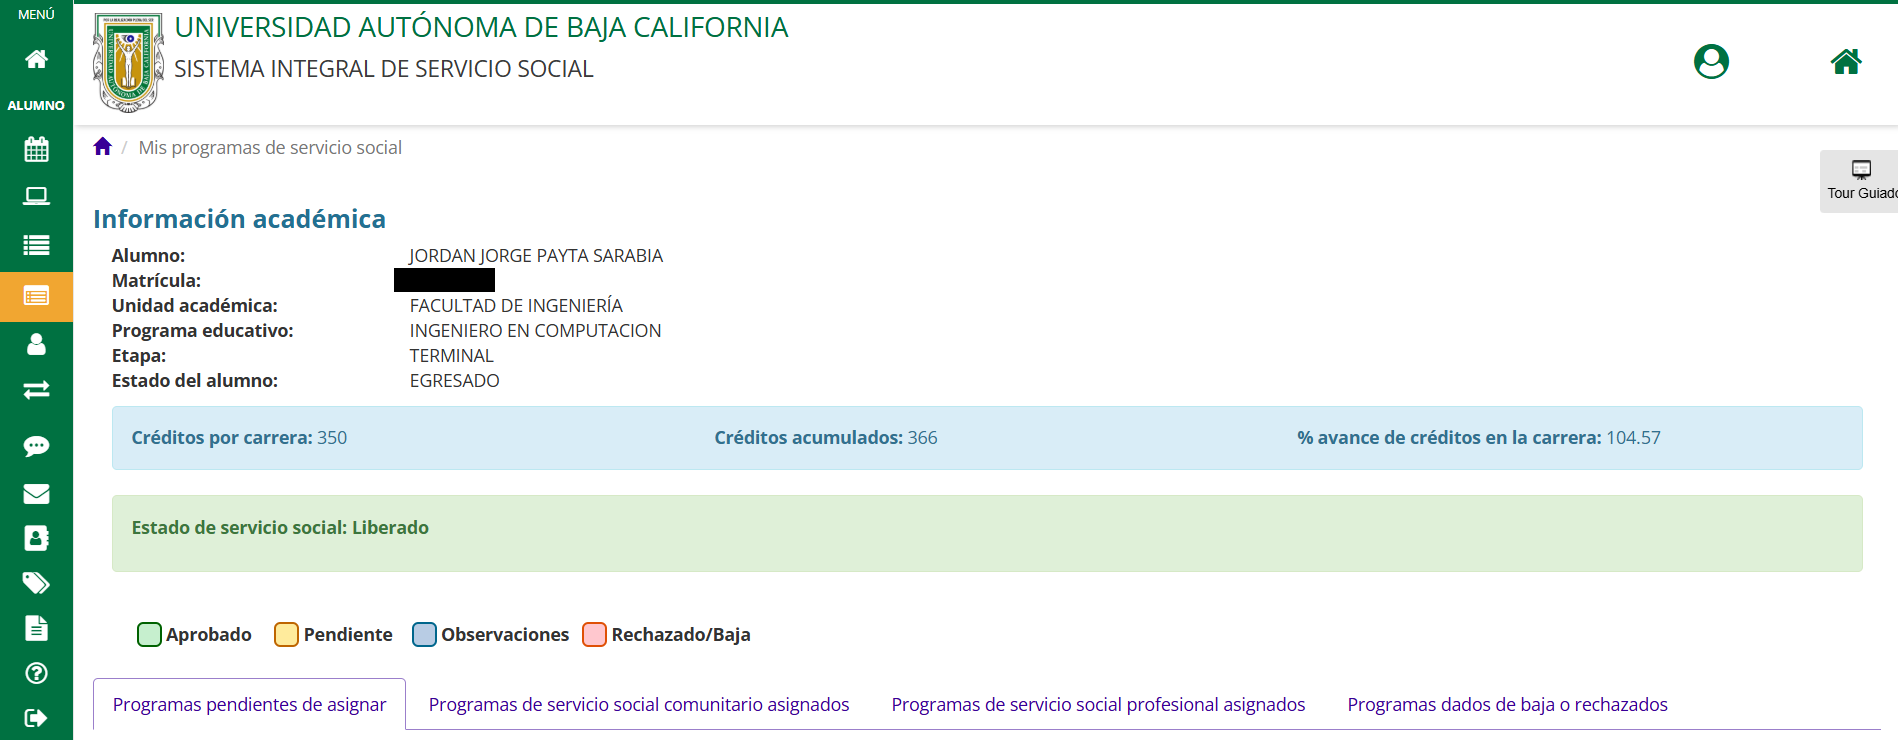 MENÚ
ALUMNO
UNIVERSIDAD AUTÓNOMA DE BAJA CALIFORNIA
SISTEMA INTEGRAL DE SERVICIO SOCIAL
/ Mis programas de servicio social
Tour Guiado
Información académica
Alumno: JORDAN JORGE PAYTA SARABIA
Matrícula:
Unidad académica: FACULTAD DE INGENIERÍA
Programa educativo: INGENIERO EN COMPUTACION
Etapa: TERMINAL
Estado del alumno: EGRESADO
Créditos por carrera: 350 Créditos acumulados: 366 % avance de créditos en la carrera: 104.57
Estado de servicio social: Liberado
Aprobado Pendiente Observaciones Rechazado/Baja
Programas pendientes de asignar Programas de servicio social comunitario asignados Programas de servicio social profesional asignados Programas dados de baja o rechazados